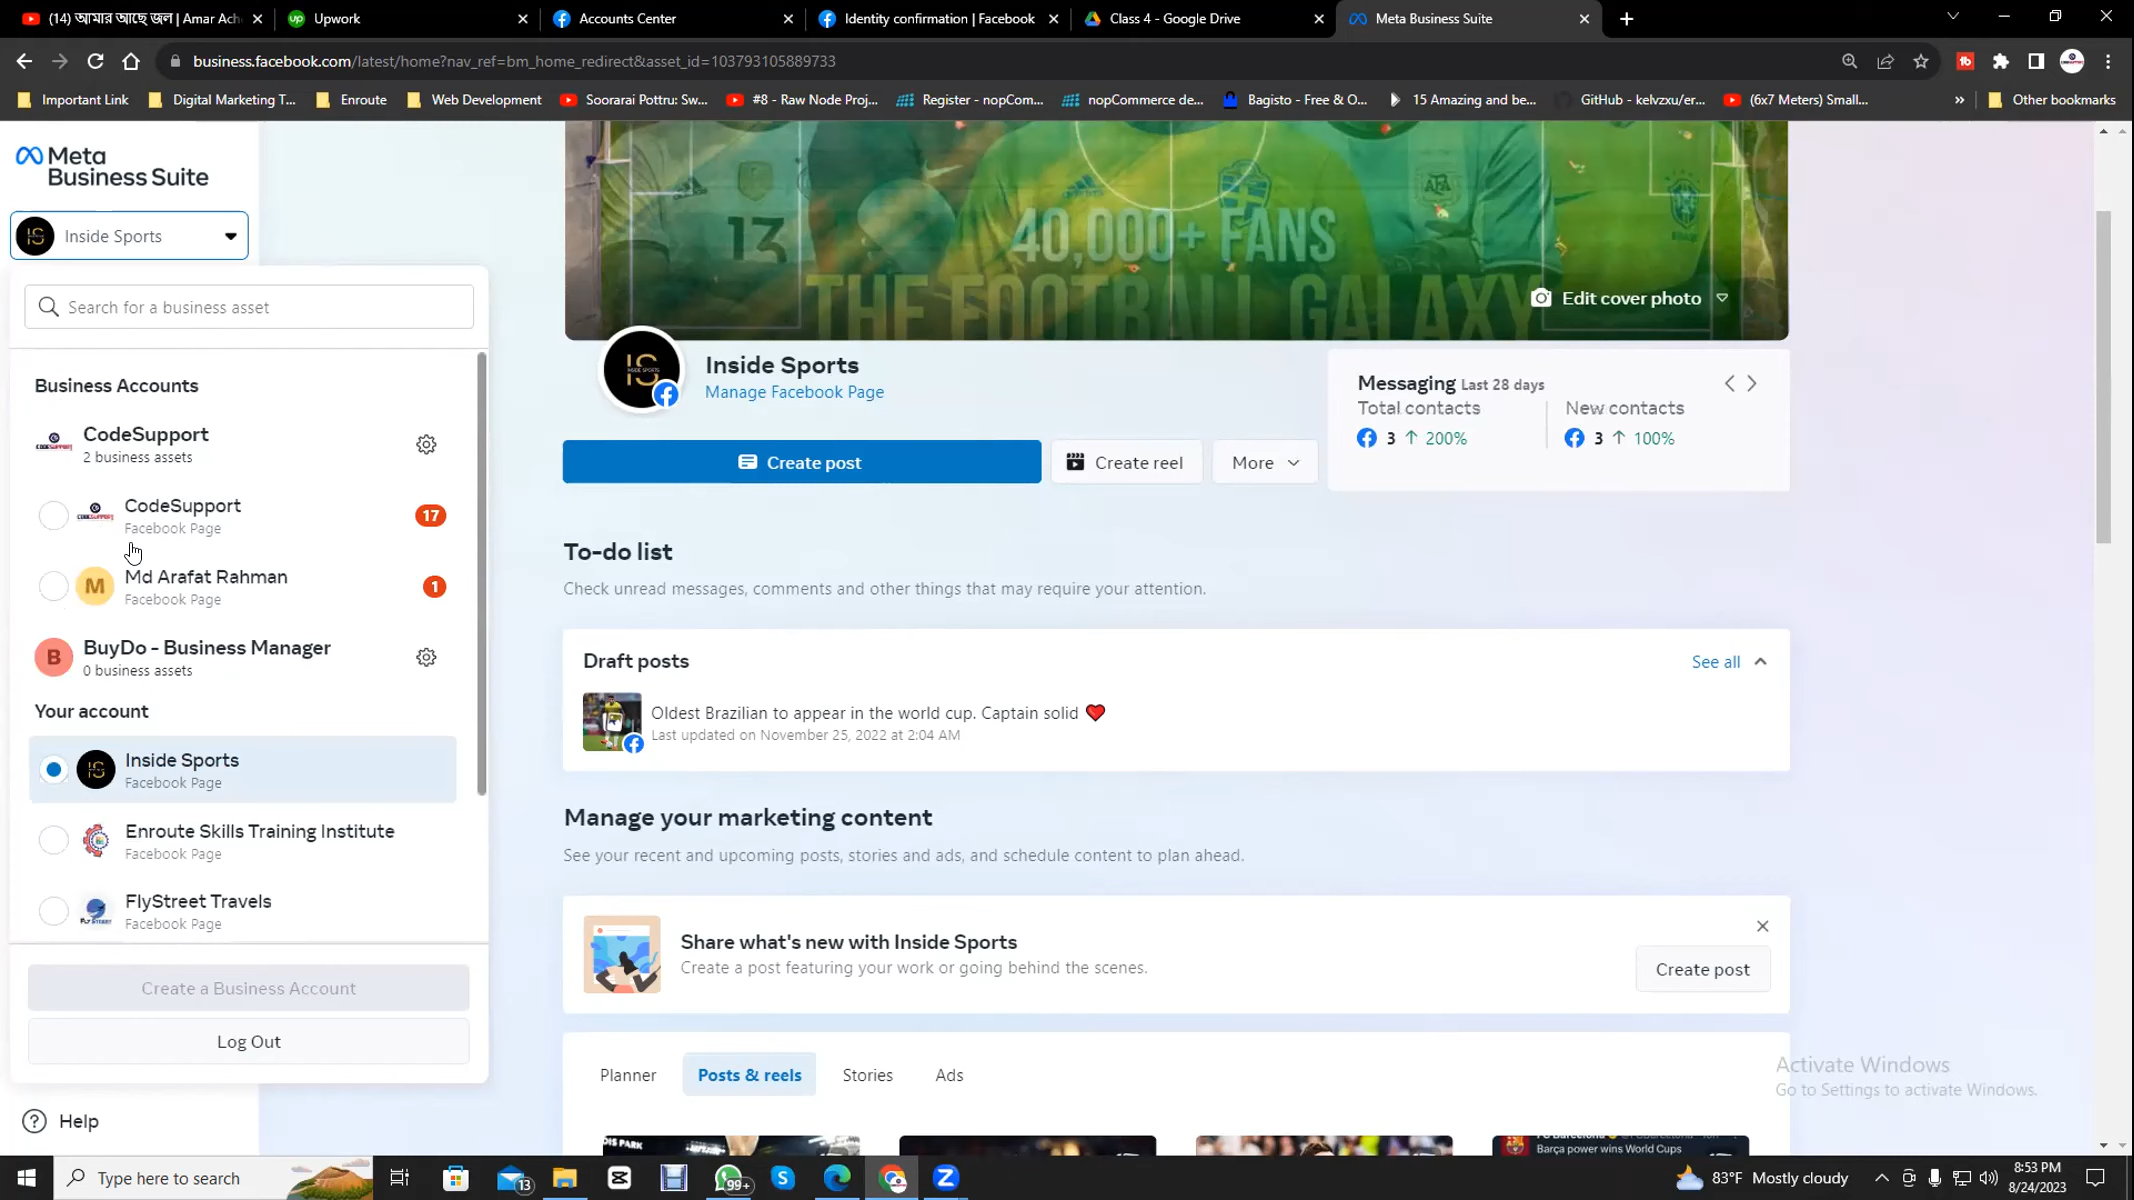 (14) আমার আছে জল | Amar Ach
Upwork
Accounts Center
Identity confirmation | Facebook
Class 4 - Google Drive
Meta Business Suite
business.facebook.com/latest/home?nav_ref=bm_home_redirect&asset_id=103793105889733
Important Link
Digital Marketing T...
Enroute
Web Development
Soorarai Pottru: Sw...
#8 - Raw Node Proj...
Register - nopCom...
nopCommerce de...
Bagisto - Free & O...
15 Amazing and be...
GitHub - kelvzxu/er...
(6x7 Meters) Small...
»
Other bookmarks
Meta
Business Suite
Inside Sports
Search for a business asset
Business Accounts
CodeSupport
2 business assets
CodeSupport
Facebook Page
17
M
Md Arafat Rahman
Facebook Page
1
B
BuyDo - Business Manager
0 business assets
Your account
Inside Sports
Facebook Page
Enroute Skills Training Institute
Facebook Page
FlyStreet Travels
Facebook Page
Create a Business Account
Log Out
Help
13
40,000+ FANS
THE FOOTBALL GALAXY
Edit cover photo
IS
INSIDE SPORTS
Inside Sports
Manage Facebook Page
Messaging Last 28 days
Total contacts
New contacts
3 ↑ 200%
3 ↑ 100%
Create post
Create reel
More
To-do list
Check unread messages, comments and other things that may require your attention.
Draft posts
See all
Oldest Brazilian to appear in the world cup. Captain solid ❤️
Last updated on November 25, 2022 at 2:04 AM
Manage your marketing content
See your recent and upcoming posts, stories and ads, and schedule content to plan ahead.
Share what's new with Inside Sports
Create a post featuring your work or going behind the scenes.
Create post
Planner
Posts & reels
Stories
Ads
Activate Windows
Go to Settings to activate Windows.
Barça power wins World Cups
Type here to search
13
99+
83°F Mostly cloudy
8:53 PM
8/24/2023